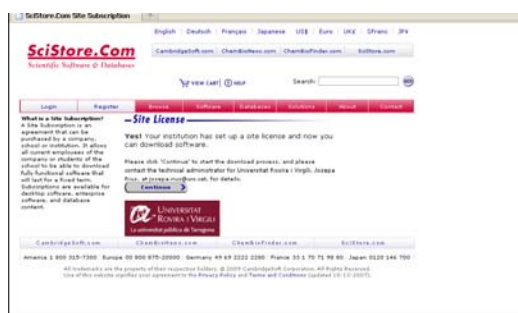 SciStore.Com Site Subscription
English Deutsch Français Japanese US$ Euro UK£ SFranc JP¥
SciStore.Com
Scientific Software & Databases
CambridgeSoft.com ChemBioNews.com ChemBioFinder.com SciStore.com
VIEW CART HELP Search: GO
Login Register Browse Software Databases Solutions About Contact
What is a Site Subscription?
A Site Subscription is an
agreement that can be
purchased by a company,
school or institution. It allows
all current employees of the
company or students of the
school to be able to download
fully functional software that
will last for a fixed term.
Subscriptions are available for
desktop software, enterprise
software, and database
content.
Site License
Yes! Your institution has set up a site license and now you
can download software.
Please click 'Continue' to start the download process, and please
contact the technical administrator for Universitat Rovira i Virgili, Josepa
for details.
Continue
UNIVERSITAT
ROVIRA I VIRGILI
La universitat pública de Tarragona
CambridgeSoft.com ChemBioNews.com ChemBioFinder.com SciStore.com
America 1 800 315-7300 Europe 00 800 875-20000 Germany 49 69 2222 2280 France 33 1 70 71 98 80 Japan 0120 146 700
All trademarks are the property of their respective holders. © 2009 CambridgeSoft Corporation. All Rights Reserved.
Use of this website signifies your agreement to the Privacy Policy and Terms and Conditions (updated 10-12-2007).